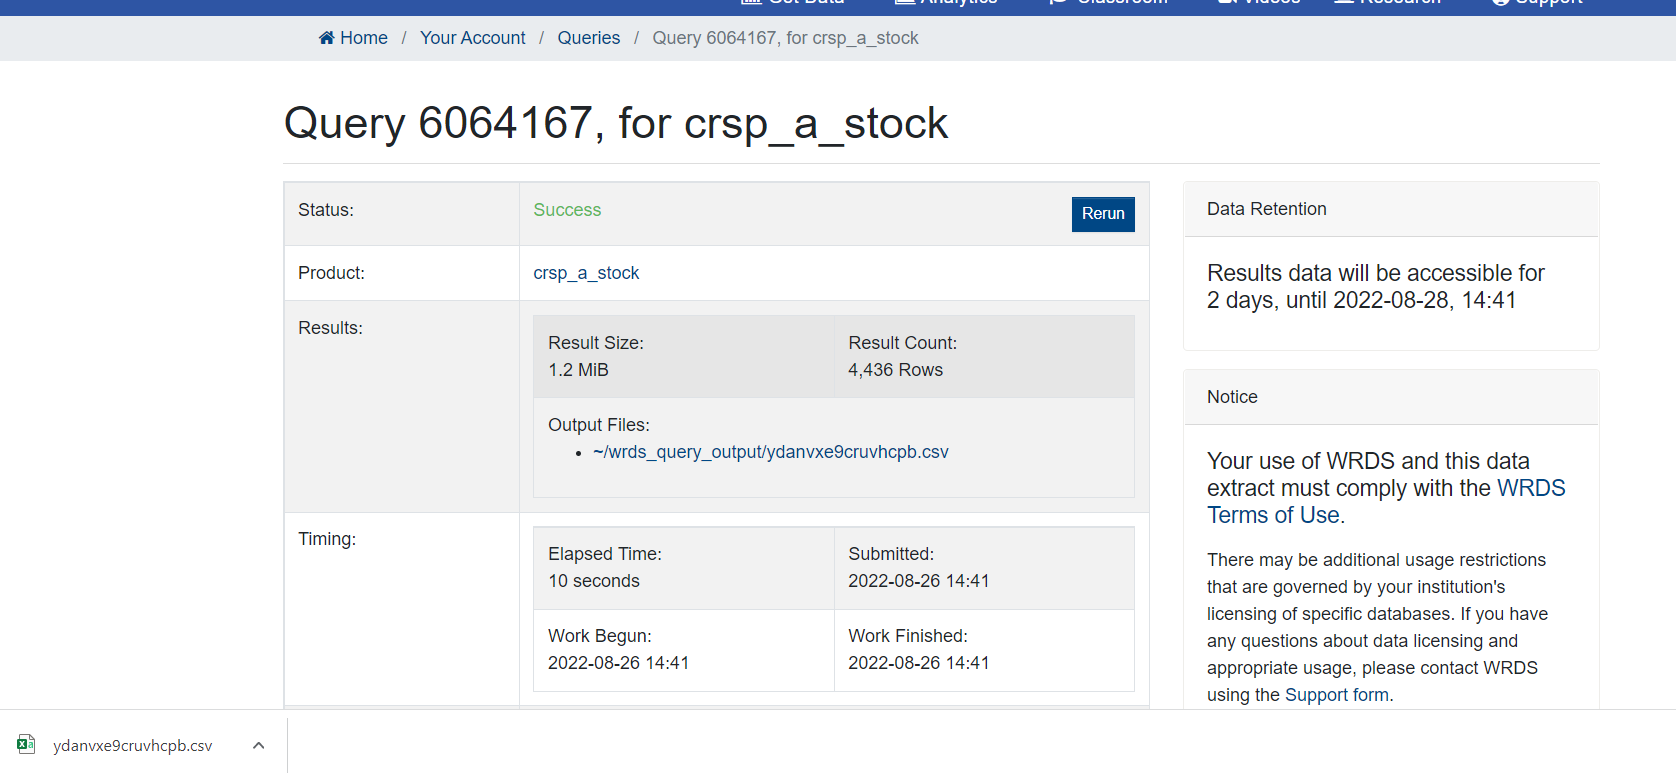 Get Data Analytics Classroom Videos Research Support
Home / Your Account / Queries / Query 6064167, for crsp_a_stock
Query 6064167, for crsp_a_stock
Status: Success Rerun
Product: crsp_a_stock
Results:
Result Size: Result Count:
1.2 MiB 4,436 Rows
Output Files:
~/wrds_query_output/ydanvxe9cruvhcpb.csv
Timing:
Elapsed Time: Submitted:
10 seconds 2022-08-26 14:41
Work Begun: Work Finished:
2022-08-26 14:41 2022-08-26 14:41
Data Retention
Results data will be accessible for
2 days, until 2022-08-28, 14:41
Notice
Your use of WRDS and this data
extract must comply with the WRDS
Terms of Use.
There may be additional usage restrictions
that are governed by your institution's
licensing of specific databases. If you have
any questions about data licensing and
appropriate usage, please contact WRDS
using the Support form.
ydanvxe9cruvhcpb.csv